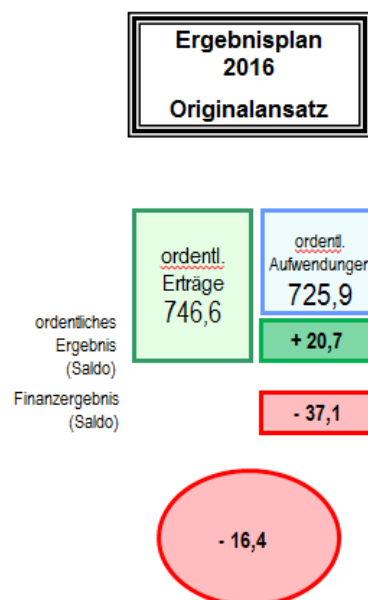 Ergebnisplan
2016
Originalansatz
ordentl.
Erträge
746,6
ordentl.
Aufwendungen
725,9
ordentliches
Ergebnis
(Saldo)
+ 20,7
Finanzergebnis
(Saldo)
- 37,1
- 16,4